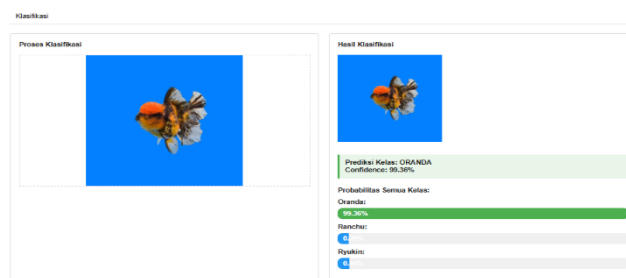 Klasifikasi
Proses Klasifikasi
Hasil Klasifikasi
Prediksi Kelas: ORANDA
Confidence: 99.36%
Probabilitas Semua Kelas:
Oranda:
99.36%
Ranchu:
Ryukin: